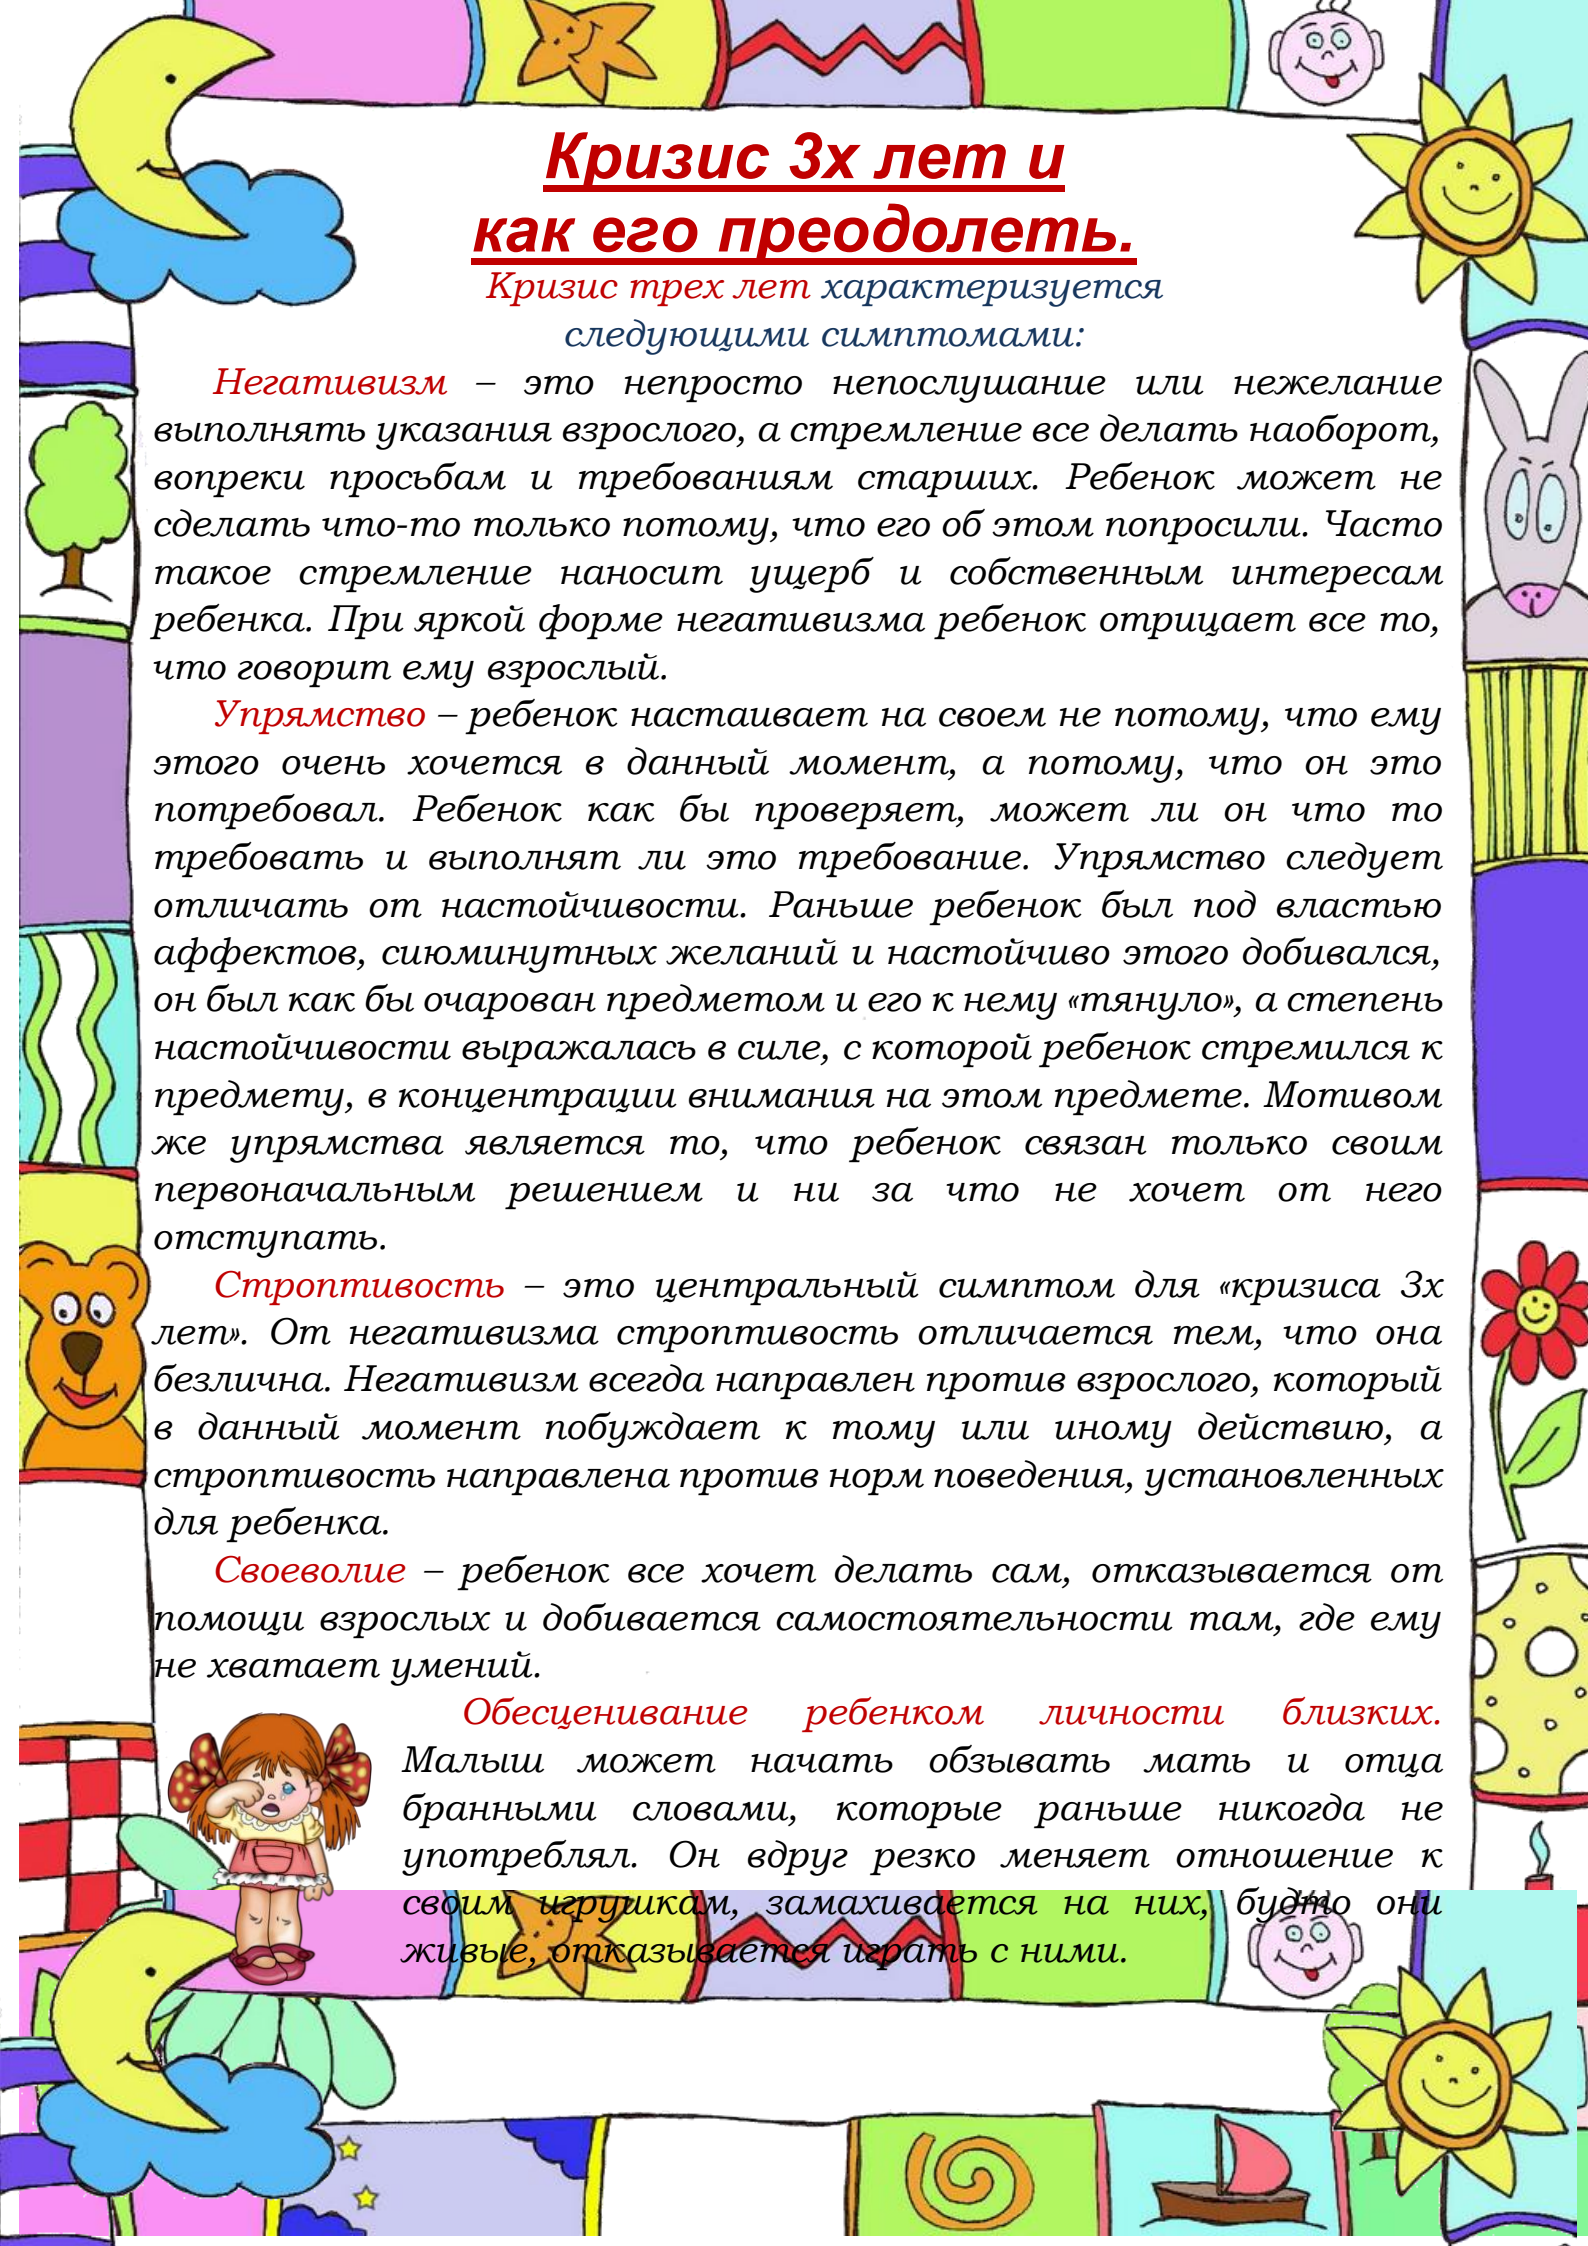 Кризис 3х лет и
как его преодолеть.
Кризис трех лет характеризуется
следующими симптомами:
Негативизм – это непросто непослушание или нежелание
выполнять указания взрослого, а стремление все делать наоборот,
вопреки просьбам и требованиям старших. Ребенок может не
сделать что-то только потому, что его об этом попросили. Часто
такое стремление наносит ущерб и собственным интересам
ребенка. При яркой форме негативизма ребенок отрицает все то,
что говорит ему взрослый.
Упрямство – ребенок настаивает на своем не потому, что ему
этого очень хочется в данный момент, а потому, что он это
потребовал. Ребенок как бы проверяет, может ли он что то
требовать и выполнят ли это требование. Упрямство следует
отличать от настойчивости. Раньше ребенок был под властью
аффектов, сиюминутных желаний и настойчиво этого добивался,
он был как бы очарован предметом и его к нему «тянуло», а степень
настойчивости выражалась в силе, с которой ребенок стремился к
предмету, в концентрации внимания на этом предмете. Мотивом
же упрямства является то, что ребенок связан только своим
первоначальным решением и ни за что не хочет от него
отступать.
Строптивость – это центральный симптом для «кризиса 3х
лет». От негативизма строптивость отличается тем, что она
безлична. Негативизм всегда направлен против взрослого, который
в данный момент побуждает к тому или иному действию, а
строптивость направлена против норм поведения, установленных
для ребенка.
Своеволие – ребенок все хочет делать сам, отказывается от
помощи взрослых и добивается самостоятельности там, где ему
не хватает умений.
Обесценивание ребенком личности близких.
Малыш может начать обзывать мать и отца
бранными словами, которые раньше никогда не
употреблял. Он вдруг резко меняет отношение к
своим игрушкам, замахивается на них, будто они
живые, отказывается играть с ними.